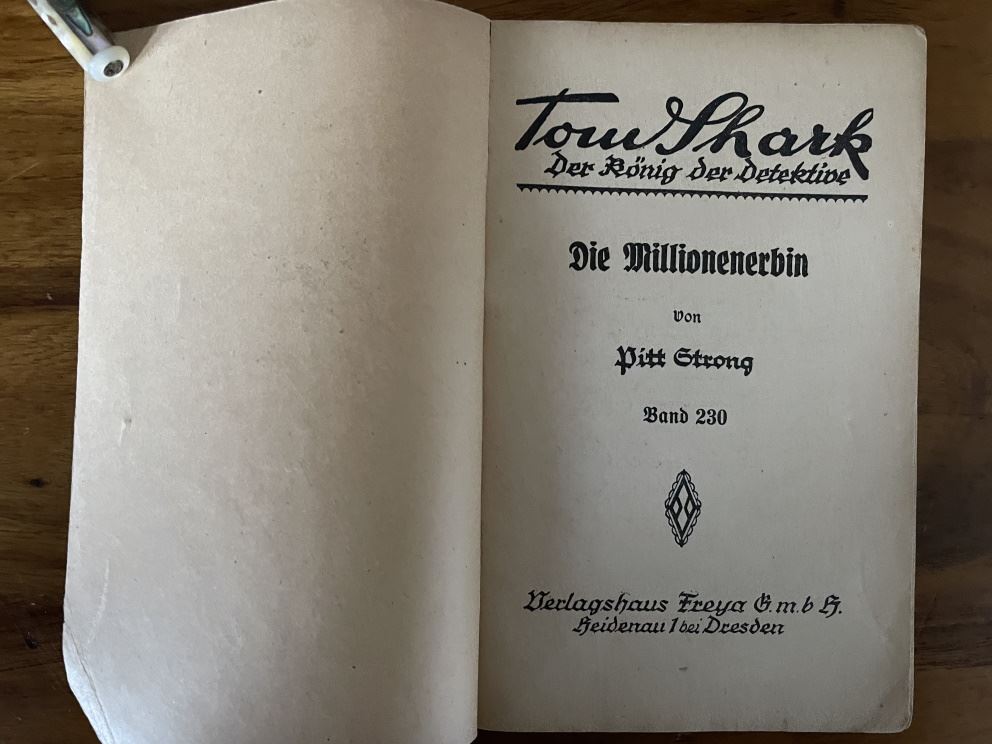 Tom Shark
Der König der Detektive
Die Millionenerbin
von
Pitt Strong
Band 230
Verlagshaus Freya G.m.b H.
Heidenau 1 bei Dresden